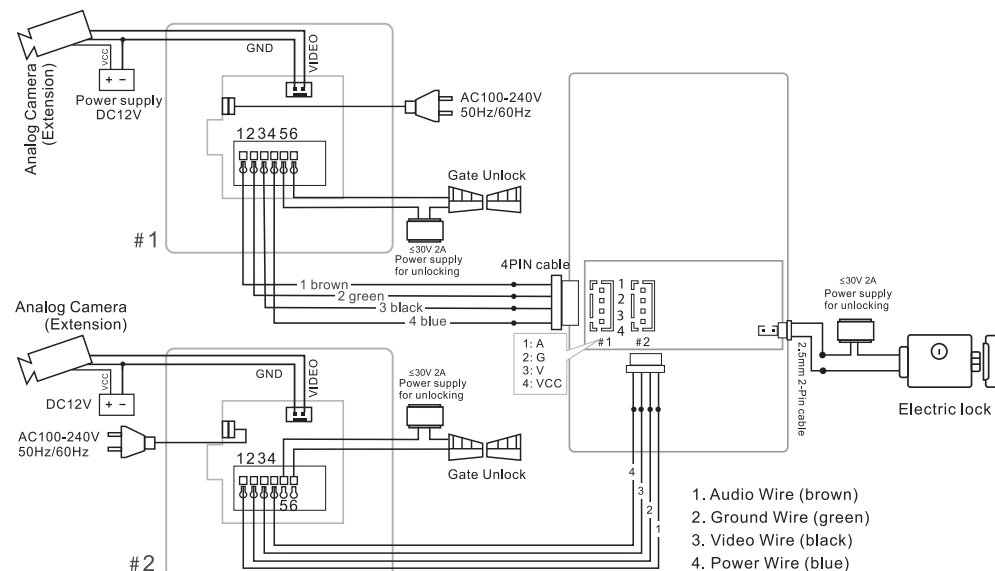 GND
VIDEO
VCC
+ −
Power supply
DC12V
Analog Camera
(Extension)
AC100-240V
50Hz/60Hz
123456
Gate Unlock
≤30V 2A
Power supply
for unlocking
#1
4PIN cable
1 brown
2 green
3 black
4 blue
1
2
3
4
#1 #2
1: A
2: G
3: V
4: VCC
≤30V 2A
Power supply
for unlocking
2.5mm 2-Pin cable
Electric lock
Analog Camera
(Extension)
VCC
DC12V
+ −
GND
VIDEO
≤30V 2A
Power supply
for unlocking
AC100-240V
50Hz/60Hz
1234
56
Gate Unlock
#2
4
3
2
1
1. Audio Wire (brown)
2. Ground Wire (green)
3. Video Wire (black)
4. Power Wire (blue)